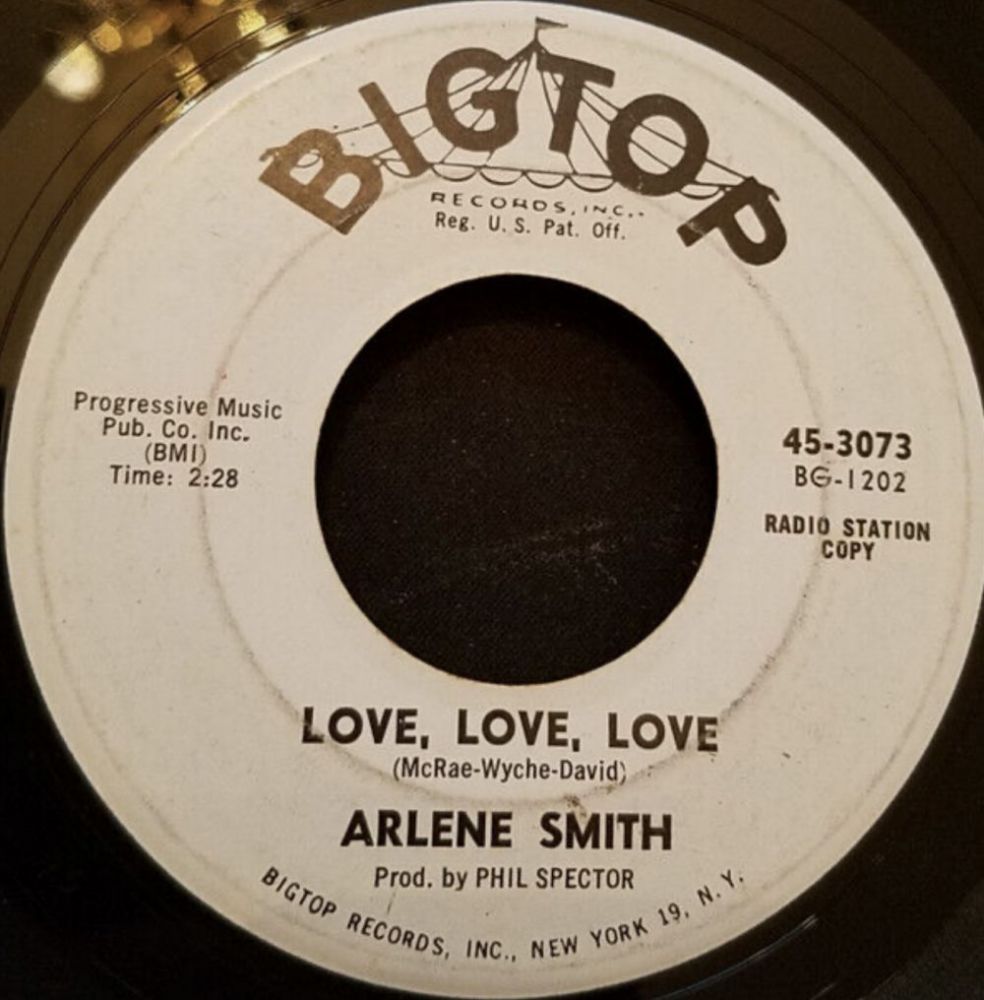 BIGTOP
RECORDS, INC.
Reg. U. S. Pat. Off.
Progressive Music
Pub. Co. Inc.
(BMI)
Time: 2:28
45-3073
BG-1202
RADIO STATION
COPY
LOVE, LOVE, LOVE
(McRae-Wyche-David)
ARLENE SMITH
Prod. by PHIL SPECTOR
BIGTOP RECORDS, INC., NEW YORK 19, N. Y.